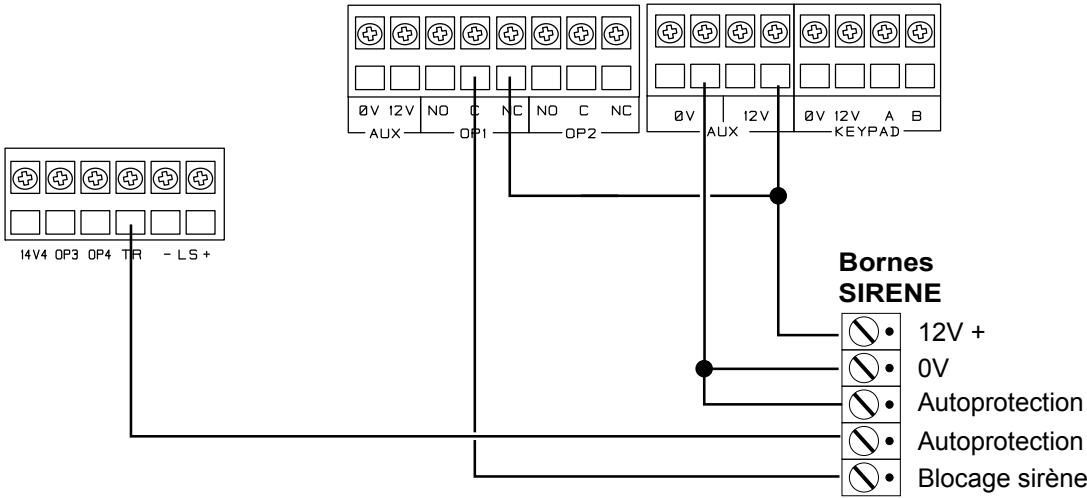 0V 12V NO C NC NO C NC
AUX OP1 OP2
0V 12V 0V 12V A B
AUX KEYPAD
14V4 OP3 OP4 TR - LS +
Bornes
SIRENE
12V +
0V
Autoprotection
Autoprotection
Blocage sirène